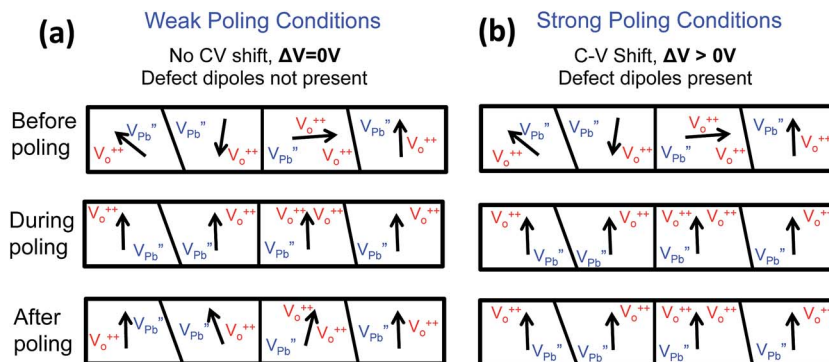 (a)
Weak Poling Conditions
No CV shift, ΔV=0V
Defect dipoles not present
(b)
Strong Poling Conditions
C-V Shift, ΔV > 0V
Defect dipoles present
Before poling
V_o^++ V_Pb”
V_Pb” V_o^++
V_o^++ V_Pb” V_o^++
V_Pb” V_o^++
V_o^++ V_Pb”
V_Pb” V_o^++
V_o^++ V_Pb” V_o^++
V_Pb” V_o^++
During poling
V_o^++
V_Pb” V_o^++
V_Pb” V_o^++ V_o^++
V_Pb” V_o^++
V_o^++ V_Pb”
V_o^++ V_Pb”
V_o^++ V_o^++ V_Pb”
V_o^++ V_Pb”
After poling
V_o^++ V_Pb”
V_Pb” V_o^++
V_o^++ V_Pb” V_o^++
V_Pb” V_o^++
V_o^++ V_Pb”
V_o^++ V_Pb”
V_o^++ V_o^++ V_Pb”
V_o^++ V_Pb”